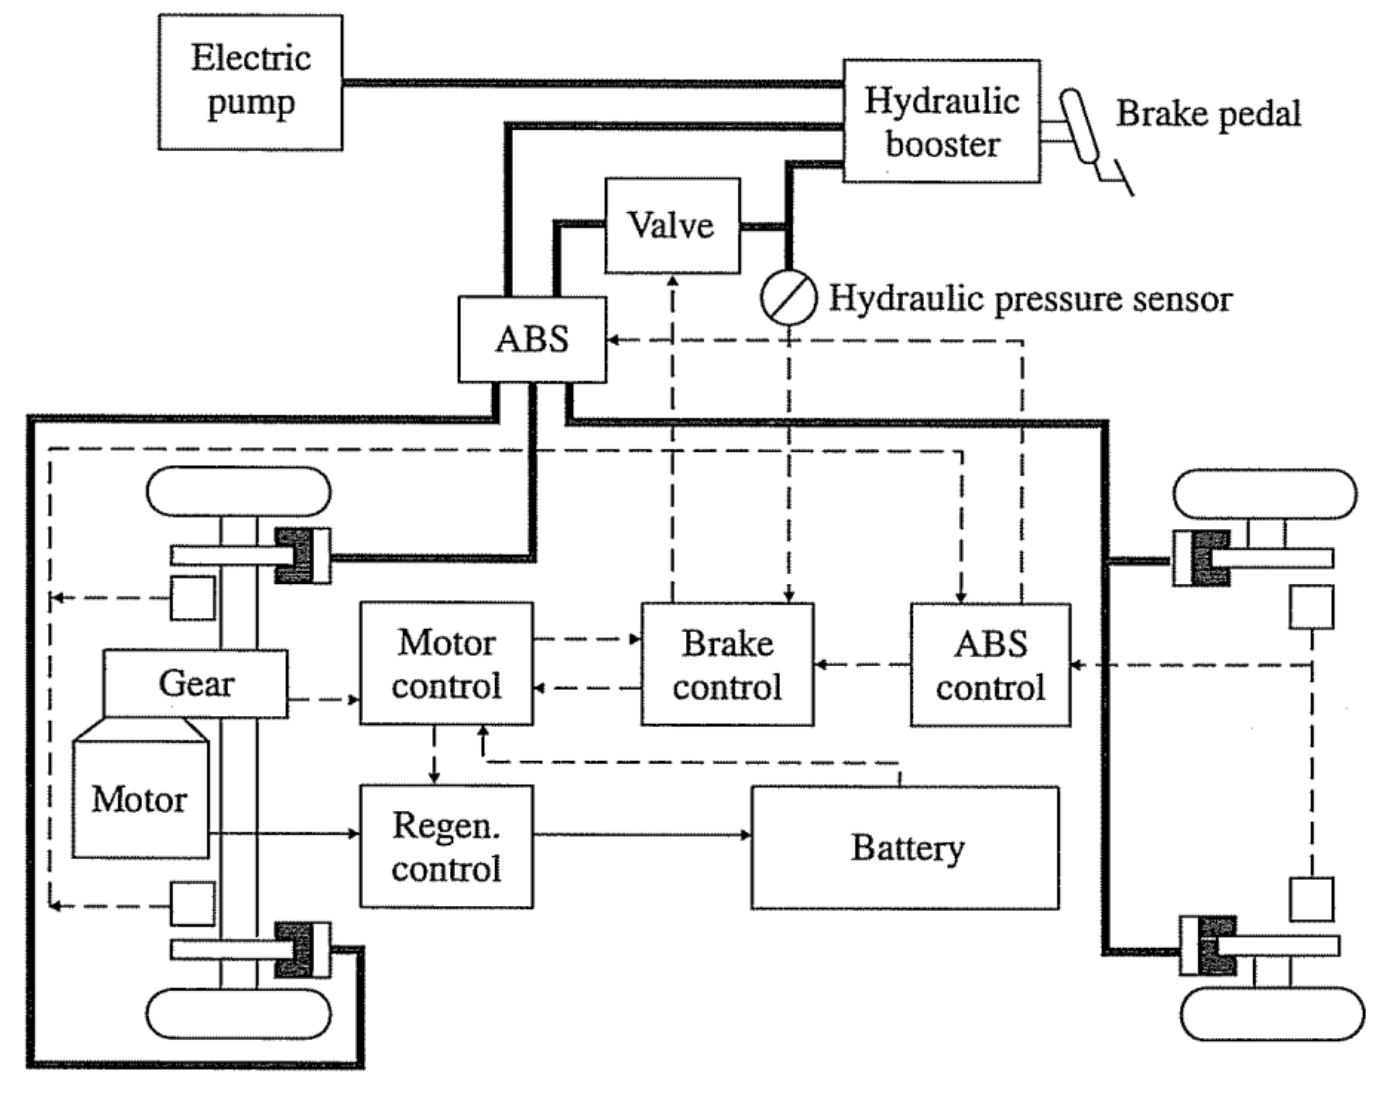 Electric
pump
Hydraulic
booster
Brake pedal
Valve
Hydraulic pressure sensor
ABS
Motor
control
Brake
control
ABS
control
Gear
Motor
Regen.
control
Battery